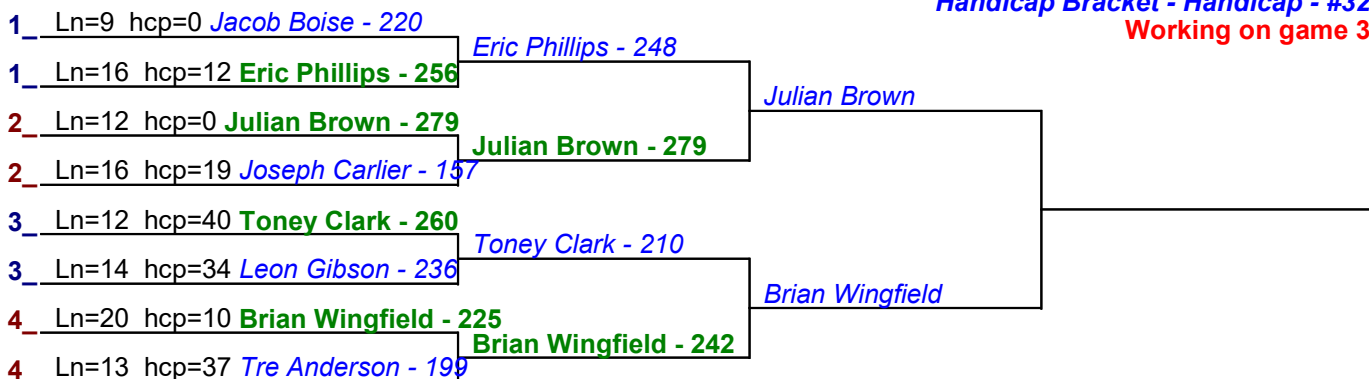 Handicap Bracket - Handicap - #32
Working on game 3
1_ Ln=9 hcp=0 Jacob Boise - 220
Eric Phillips - 248
1_ Ln=16 hcp=12 Eric Phillips - 256
Julian Brown
2_ Ln=12 hcp=0 Julian Brown - 279
Julian Brown - 279
2_ Ln=16 hcp=19 Joseph Carlier - 157
3_ Ln=12 hcp=40 Toney Clark - 260
Toney Clark - 210
3_ Ln=14 hcp=34 Leon Gibson - 236
Brian Wingfield
4_ Ln=20 hcp=10 Brian Wingfield - 225
Brian Wingfield - 242
4 Ln=13 hcp=37 Tre Anderson - 199